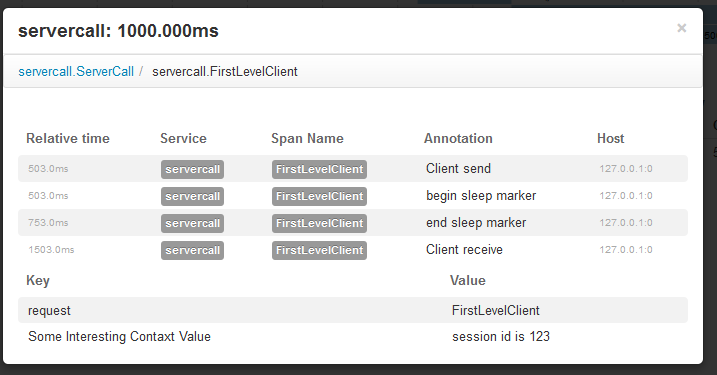 servercall: 1000.000ms ×
servercall.ServerCall / servercall.FirstLevelClient
Relative time Service Span Name Annotation Host
503.0ms servercall FirstLevelClient Client send 127.0.0.1:0
503.0ms servercall FirstLevelClient begin sleep marker 127.0.0.1:0
753.0ms servercall FirstLevelClient end sleep marker 127.0.0.1:0
1503.0ms servercall FirstLevelClient Client receive 127.0.0.1:0
Key Value
request FirstLevelClient
Some Interesting Contaxt Value session id is 123